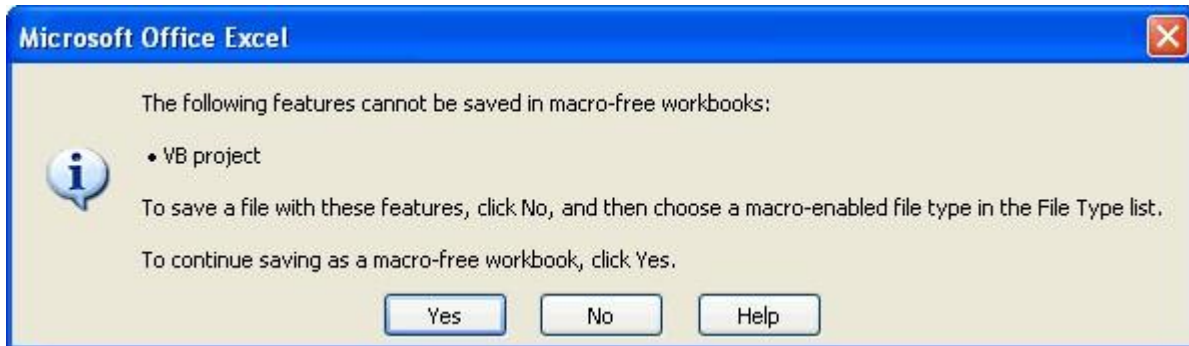 Microsoft Office Excel
The following features cannot be saved in macro-free workbooks:
• VB project
To save a file with these features, click No, and then choose a macro-enabled file type in the File Type list.
To continue saving as a macro-free workbook, click Yes.
Yes No Help